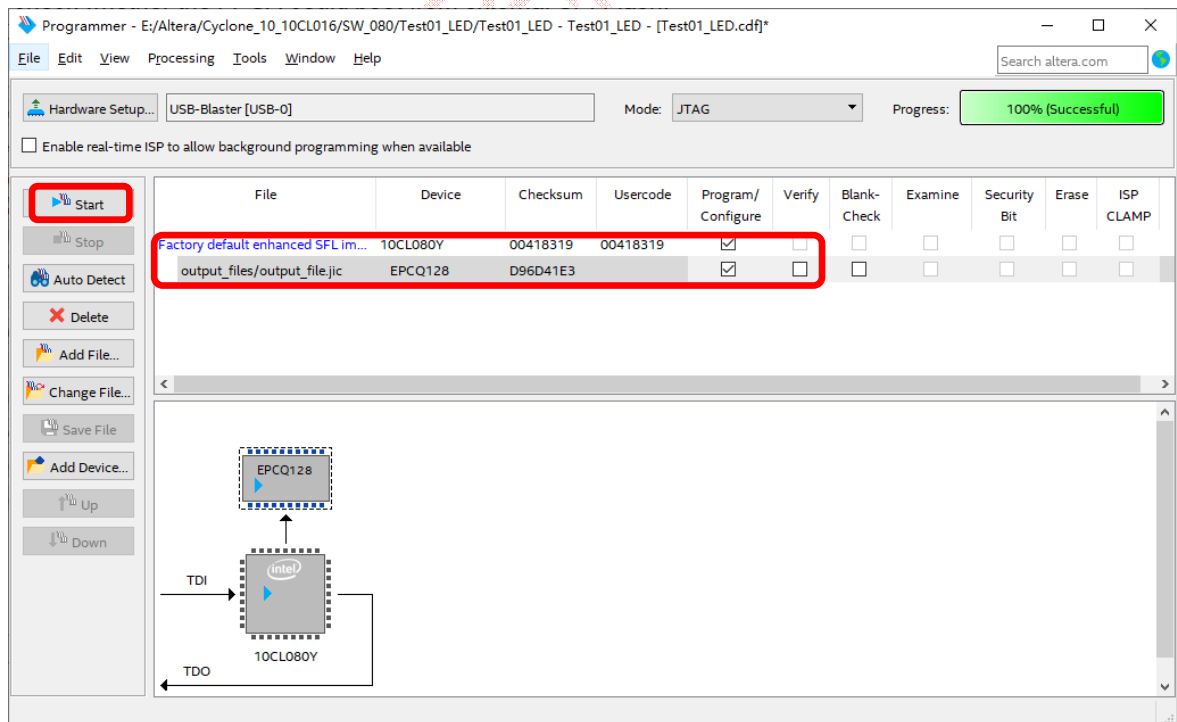 Programmer - E:/Altera/Cyclone_10_10CL016/SW_080/Test01_LED/Test01_LED - Test01_LED - [Test01_LED.cdf]*
File Edit View Processing Tools Window Help
Search altera.com
Hardware Setup... USB-Blaster [USB-0] Mode: JTAG Progress: 100% (Successful)
Enable real-time ISP to allow background programming when available
Start
Stop
Auto Detect
Delete
Add File...
Change File...
Save File
Add Device...
Up
Down
File Device Checksum Usercode Program/ Verify Blank- Examine Security Erase ISP
Configure Check Bit CLAMP
Factory default enhanced SFL im... 10CL080Y 00418319 00418319
output_files/output_file.jic EPCQ128 D96D41E3
EPCQ128
intel
TDI
10CL080Y
TDO